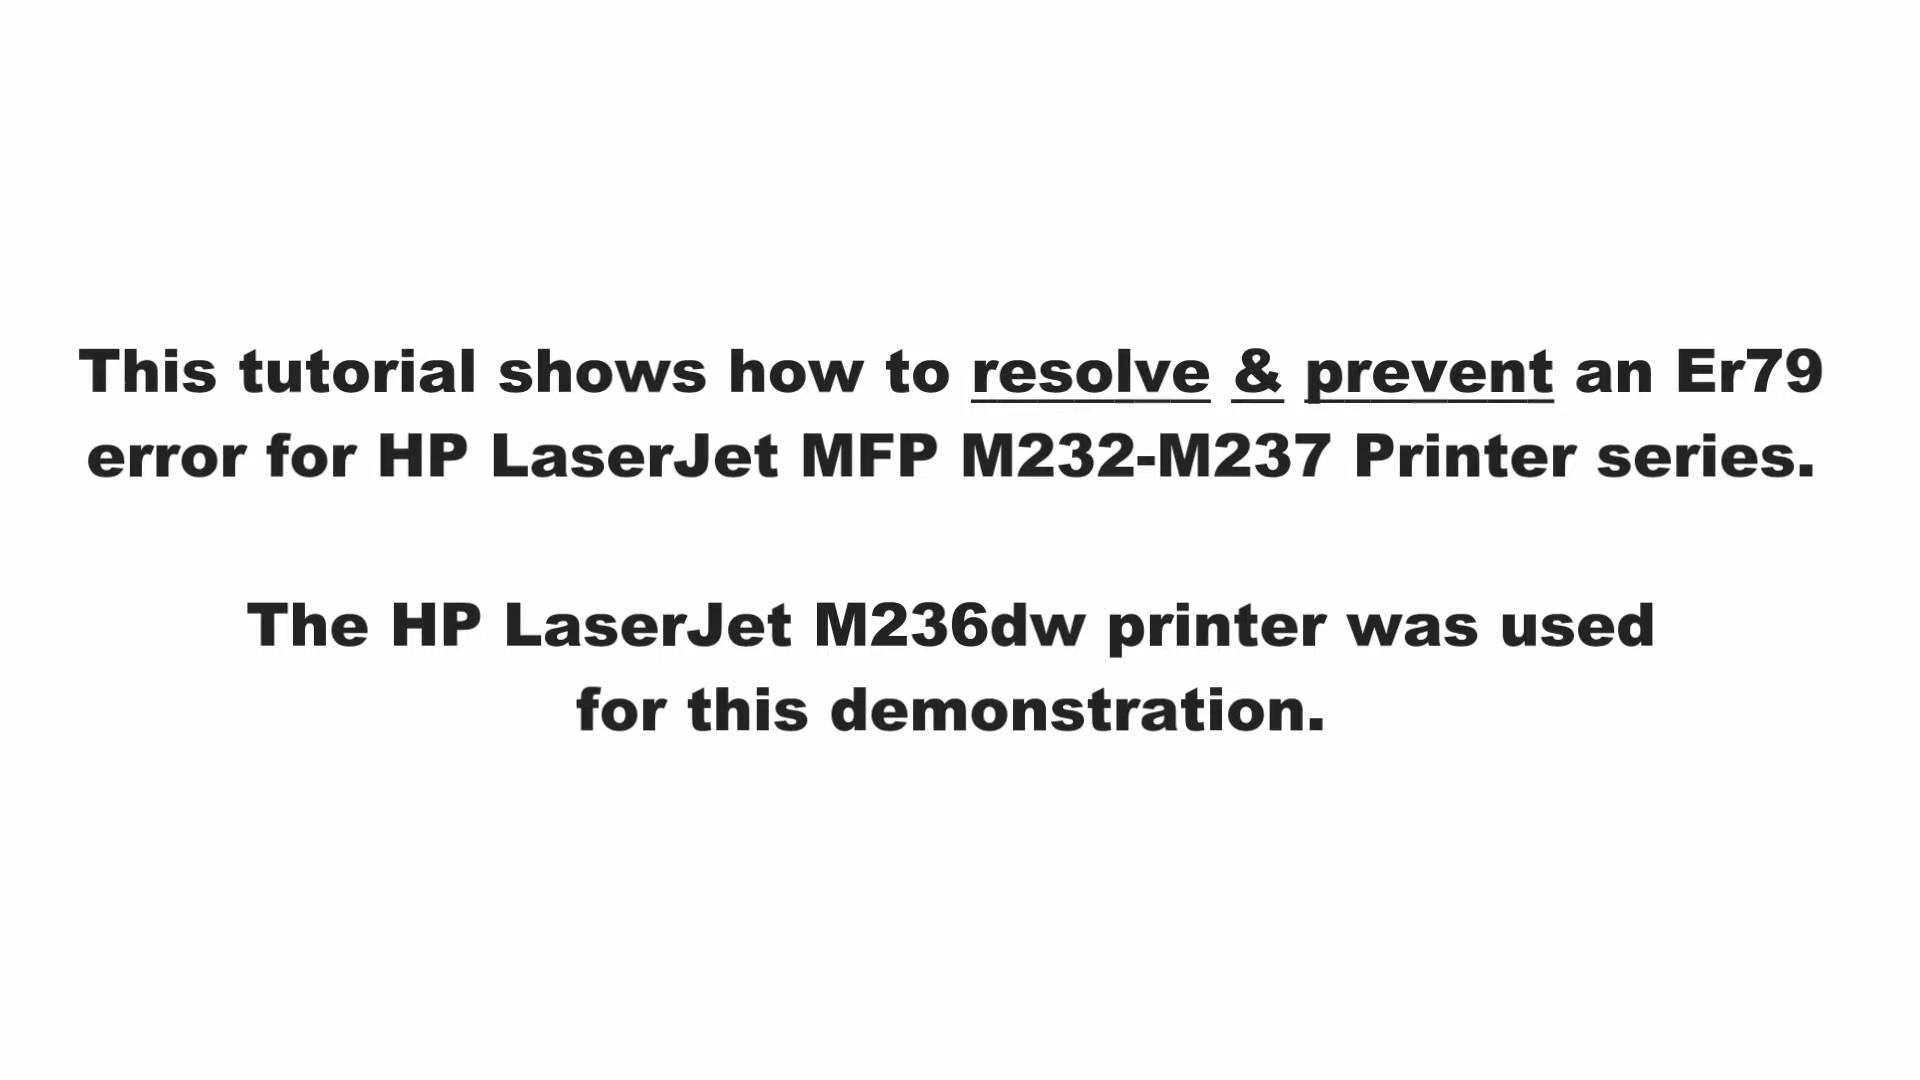 This tutorial shows how to resolve & prevent an Er79
error for HP LaserJet MFP M232-M237 Printer series.
The HP LaserJet M236dw printer was used
for this demonstration.